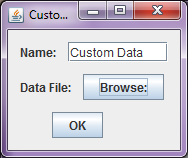 Custo...
Name: Custom Data
Data File: Browse:
OK